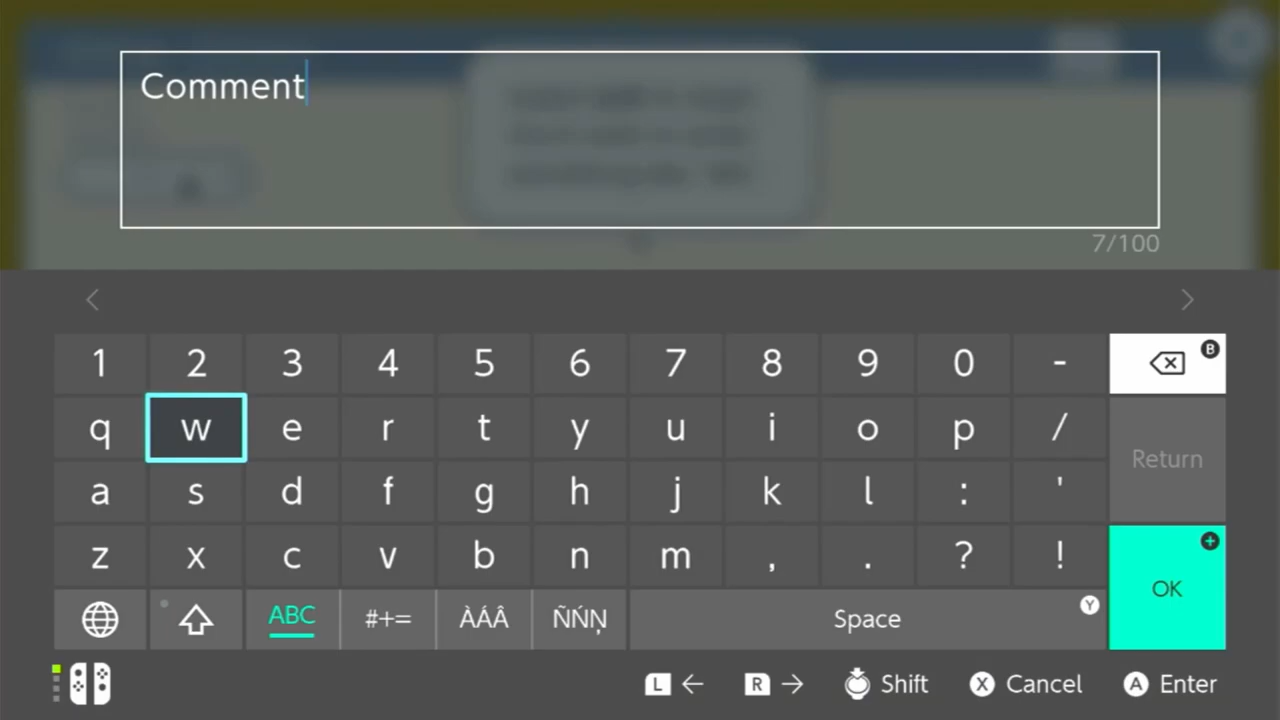 Comment
7/100
1 2 3 4 5 6 7 8 9 0 - B
q w e r t y u i o p / Return
a s d f g h j k l : '
z x c v b n m , . ? ! + OK
ABC #+= ÀÁÂ ÑŃŅ Space Y
L ← R → Shift X Cancel A Enter